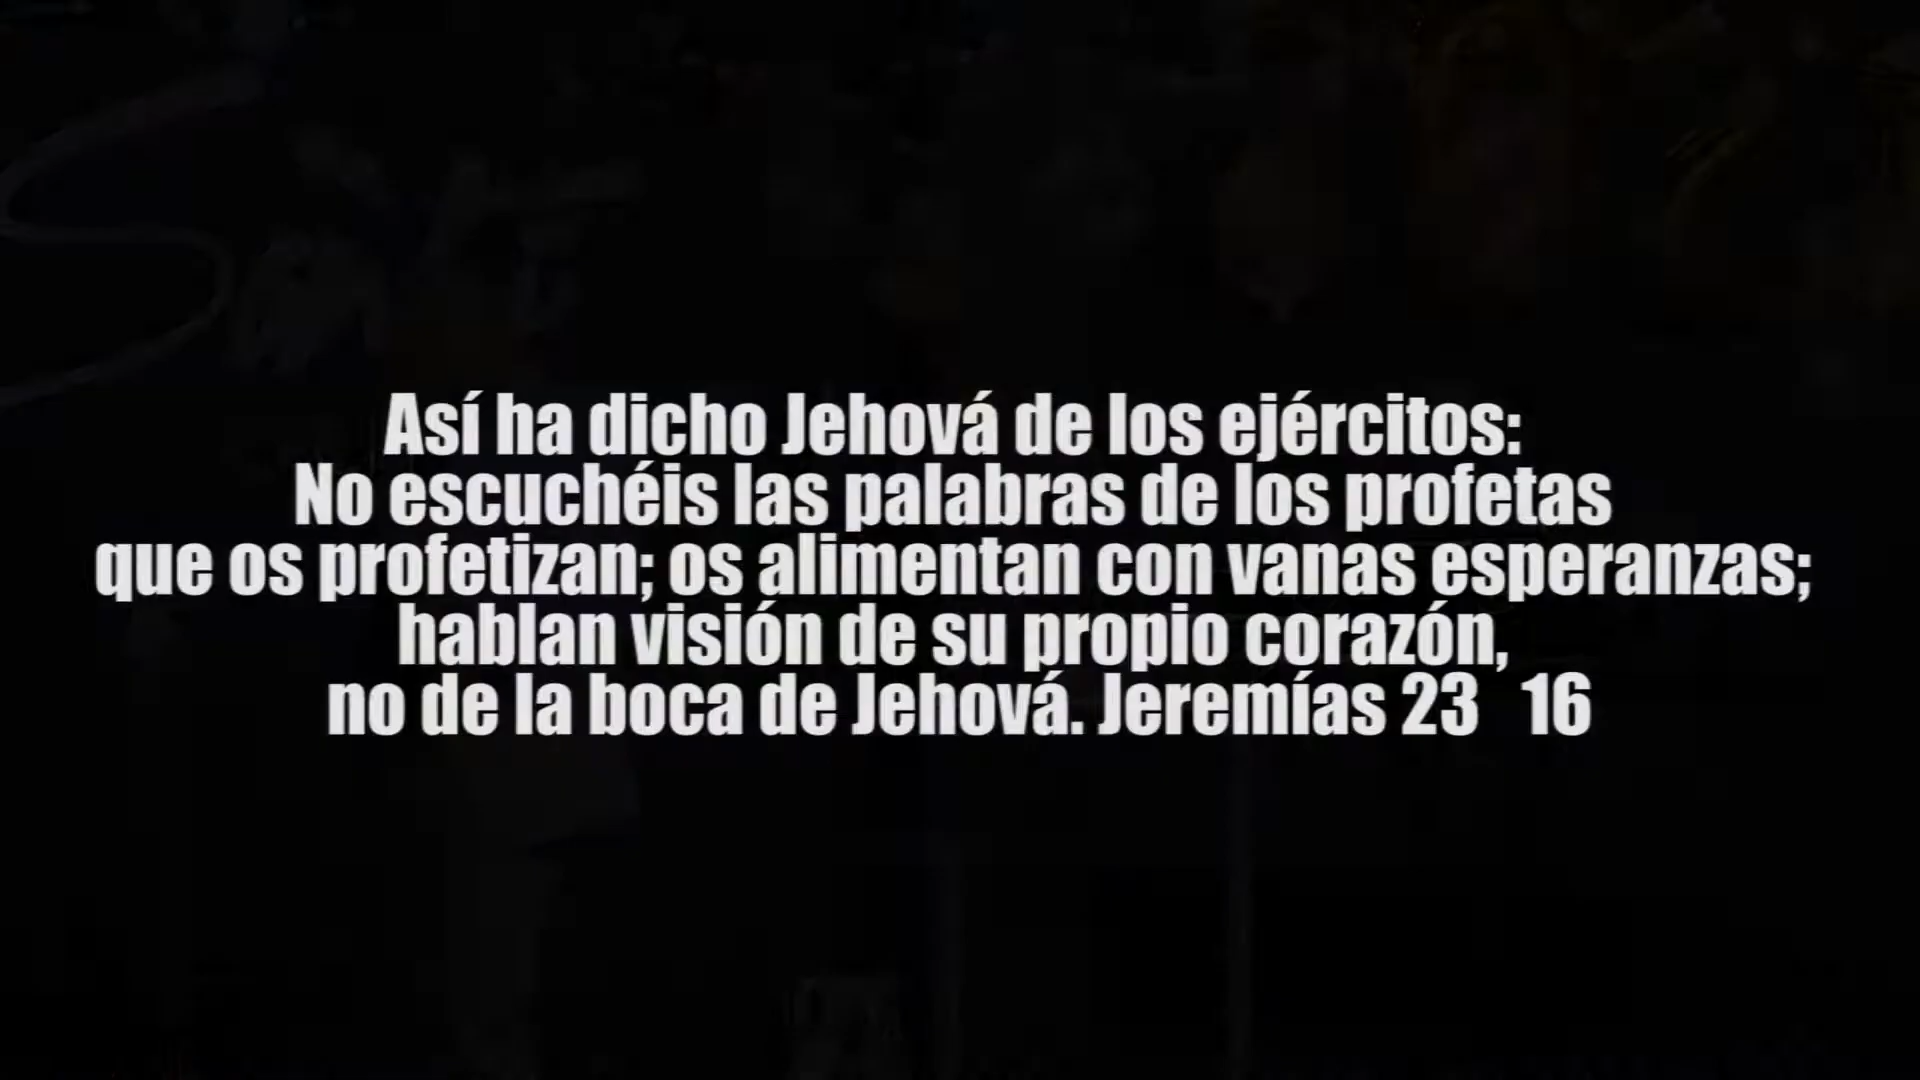 Así ha dicho Jehová de los ejércitos:
No escuchéis las palabras de los profetas
que os profetizan; os alimentan con vanas esperanzas;
hablan visión de su propio corazón,
no de la boca de Jehová. Jeremías 23 16